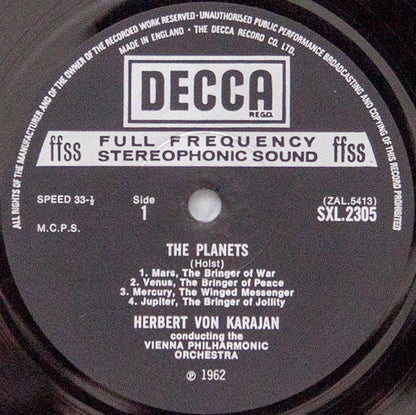 ALL RIGHTS OF THE MANUFACTURER AND OF THE OWNER OF THE RECORDED WORK RESERVED · UNAUTHORISED PUBLIC PERFORMANCE BROADCASTING AND COPYING OF THIS RECORD PROHIBITED
MADE IN ENGLAND · THE DECCA RECORD CO. LTD.
DECCA
REGD.
ffss FULL FREQUENCY STEREOPHONIC SOUND ffss
SPEED 33-⅓ Side 1 (ZAL.5413)
SXL.2305
M.C.P.S.
THE PLANETS
(Holst)
1. Mars, The Bringer of War
2. Venus, The Bringer of Peace
3. Mercury, The Winged Messenger
4. Jupiter, The Bringer of Jollity
HERBERT VON KARAJAN
conducting the
VIENNA PHILHARMONIC
ORCHESTRA
℗ 1962